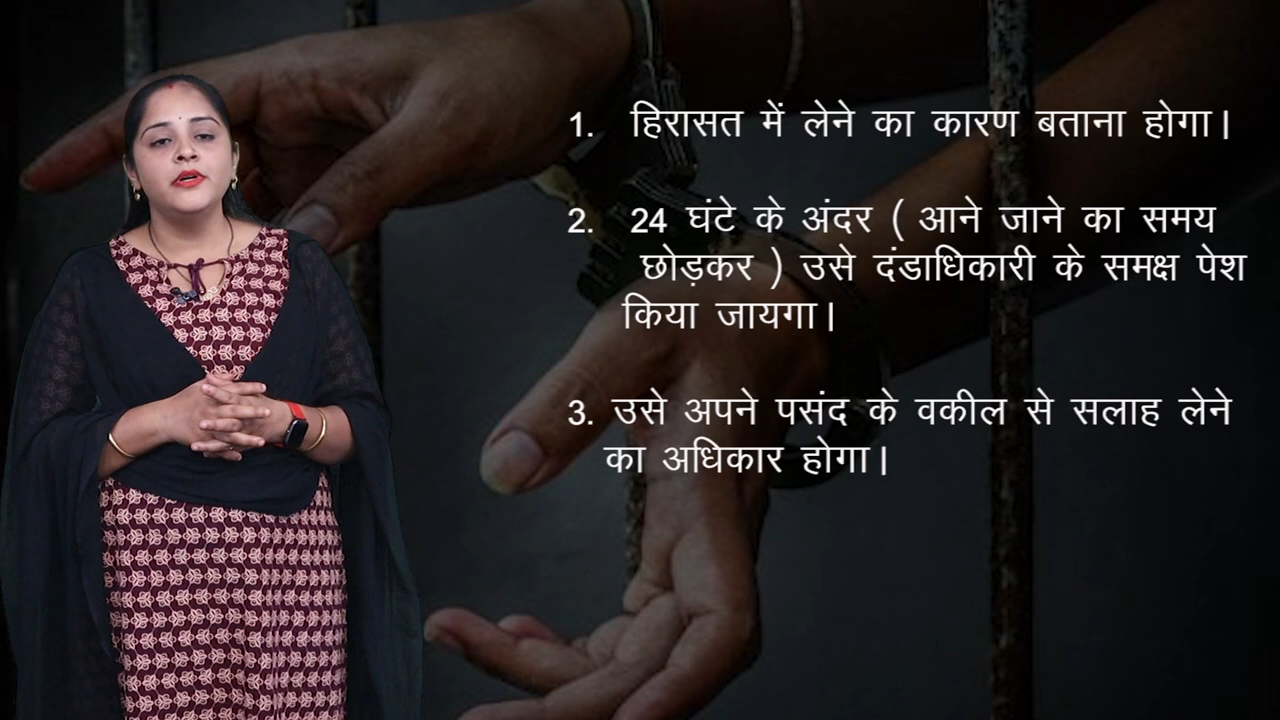 1. हिरासत में लेने का कारण बताना होगा।
2. 24 घंटे के अंदर ( आने जाने का समय
छोड़कर ) उसे दंडाधिकारी के समक्ष पेश
किया जायगा।
3. उसे अपने पसंद के वकील से सलाह लेने
का अधिकार होगा।